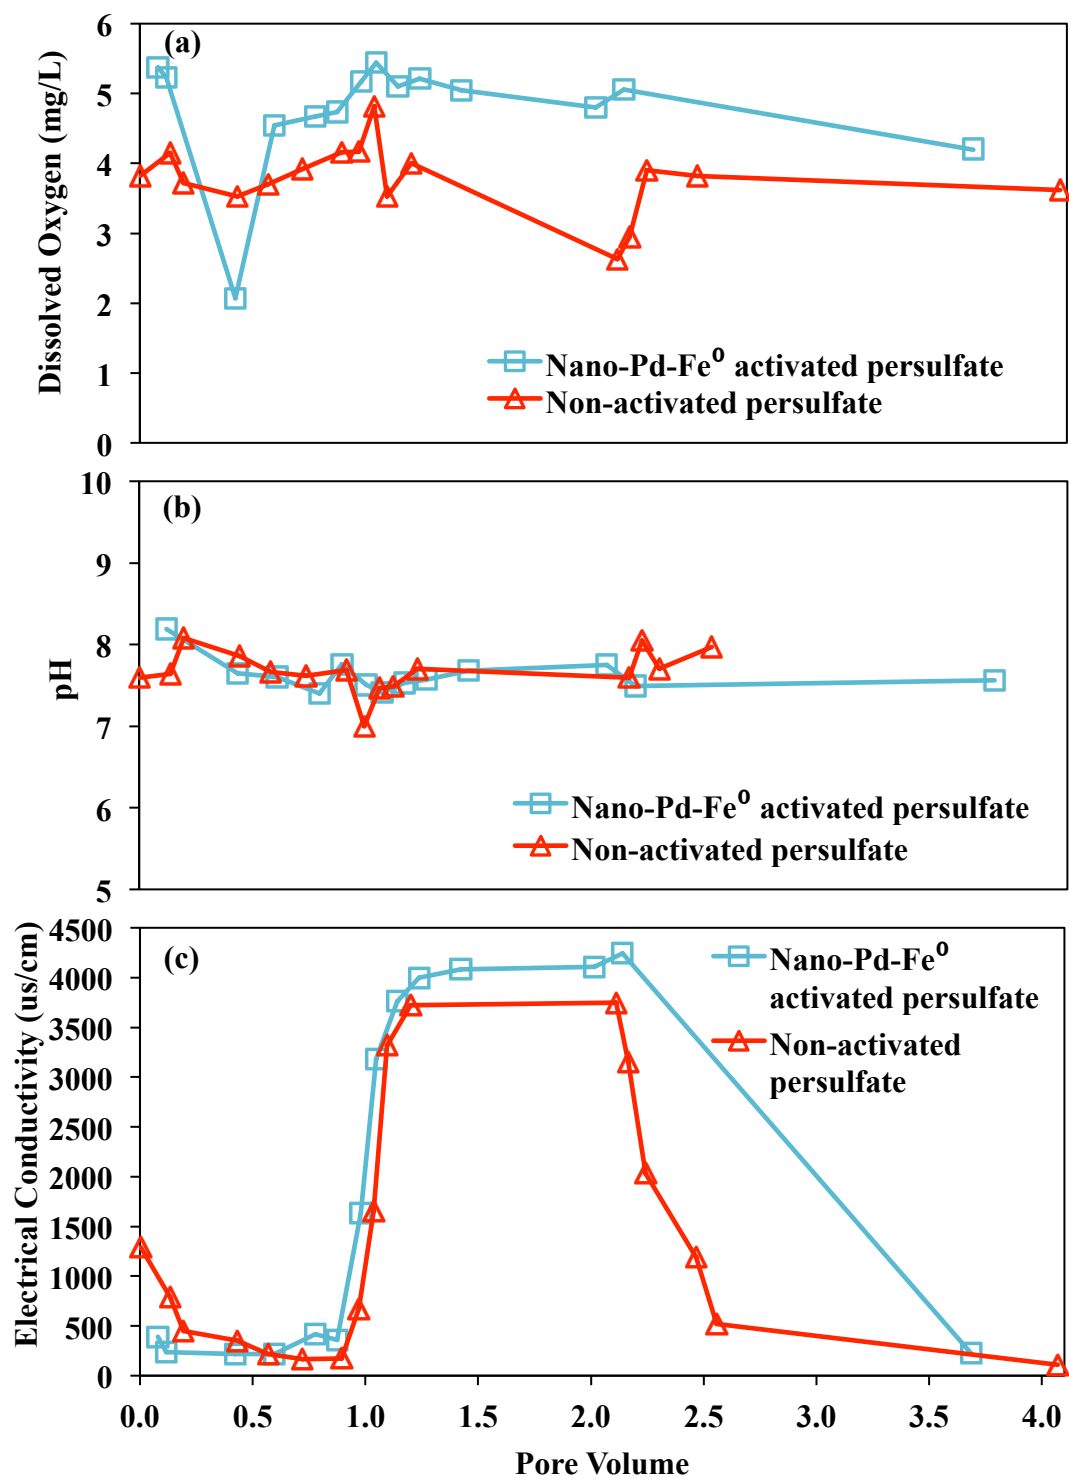 (a)
Dissolved Oxygen (mg/L)
6
5
4
3
2
1
0
Nano-Pd-Fe⁰ activated persulfate
Non-activated persulfate
(b)
pH
10
9
8
7
6
5
Nano-Pd-Fe⁰ activated persulfate
Non-activated persulfate
(c)
Electrical Conductivity (us/cm)
4500
4000
3500
3000
2500
2000
1500
1000
500
0
Nano-Pd-Fe⁰
activated persulfate
Non-activated
persulfate
0.0 0.5 1.0 1.5 2.0 2.5 3.0 3.5 4.0
Pore Volume